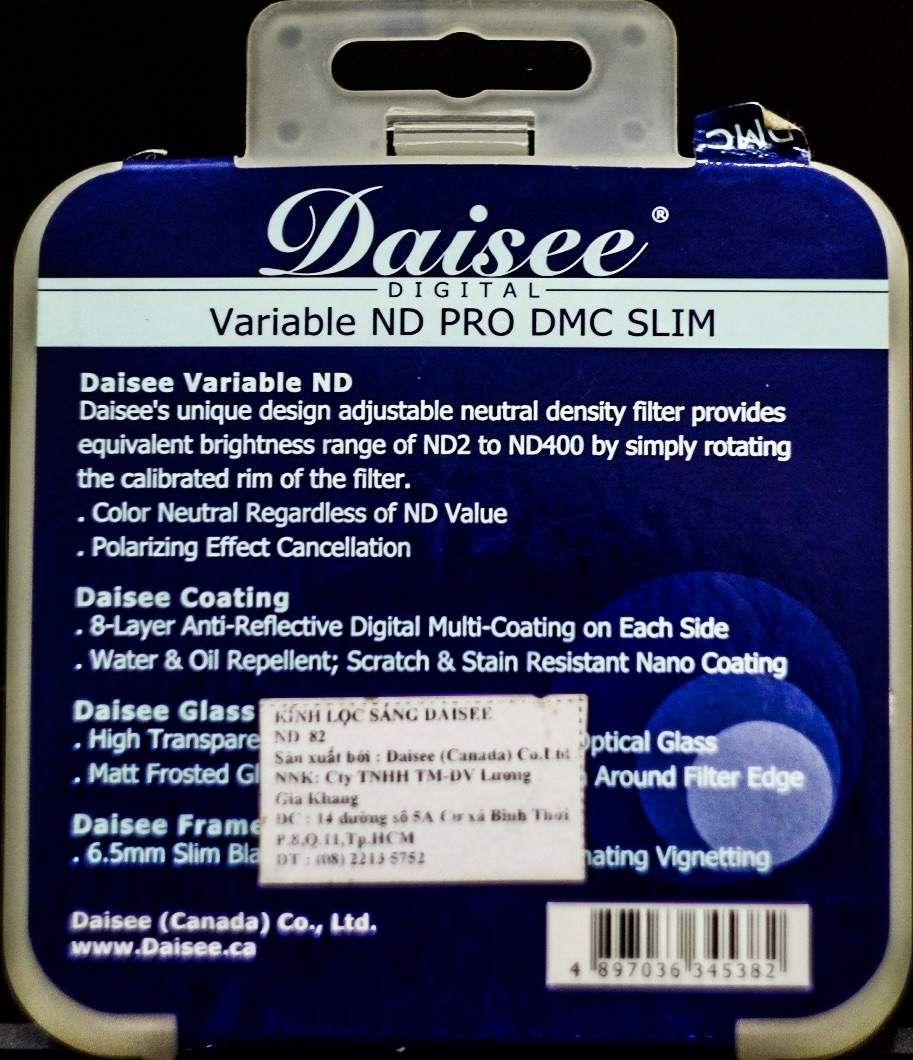 DMC
Daisee®
DIGITAL
Variable ND PRO DMC SLIM
Daisee Variable ND
Daisee's unique design adjustable neutral density filter provides
equivalent brightness range of ND2 to ND400 by simply rotating
the calibrated rim of the filter.
. Color Neutral Regardless of ND Value
. Polarizing Effect Cancellation
Daisee Coating
. 8-Layer Anti-Reflective Digital Multi-Coating on Each Side
. Water & Oil Repellent; Scratch & Stain Resistant Nano Coating
Daisee Glass
. High Transpare
ptical Glass
. Matt Frosted Gl
Around Filter Edge
Daisee Frame
. 6.5mm Slim Bla
nating Vignetting
KÍNH LỌC SÁNG DAISEE
ND 82
Sản xuất bởi : Daisee (Canada) Co.Ltd
NNK: Cty TNHH TM-DV Lương
Gia Khang
ĐC : 14 đường số 5A Cư xá Bình Thới
P.8,Q.11,Tp.HCM
ĐT : (08) 2213 5752
Daisee (Canada) Co., Ltd.
www.Daisee.ca
4 897036 345382